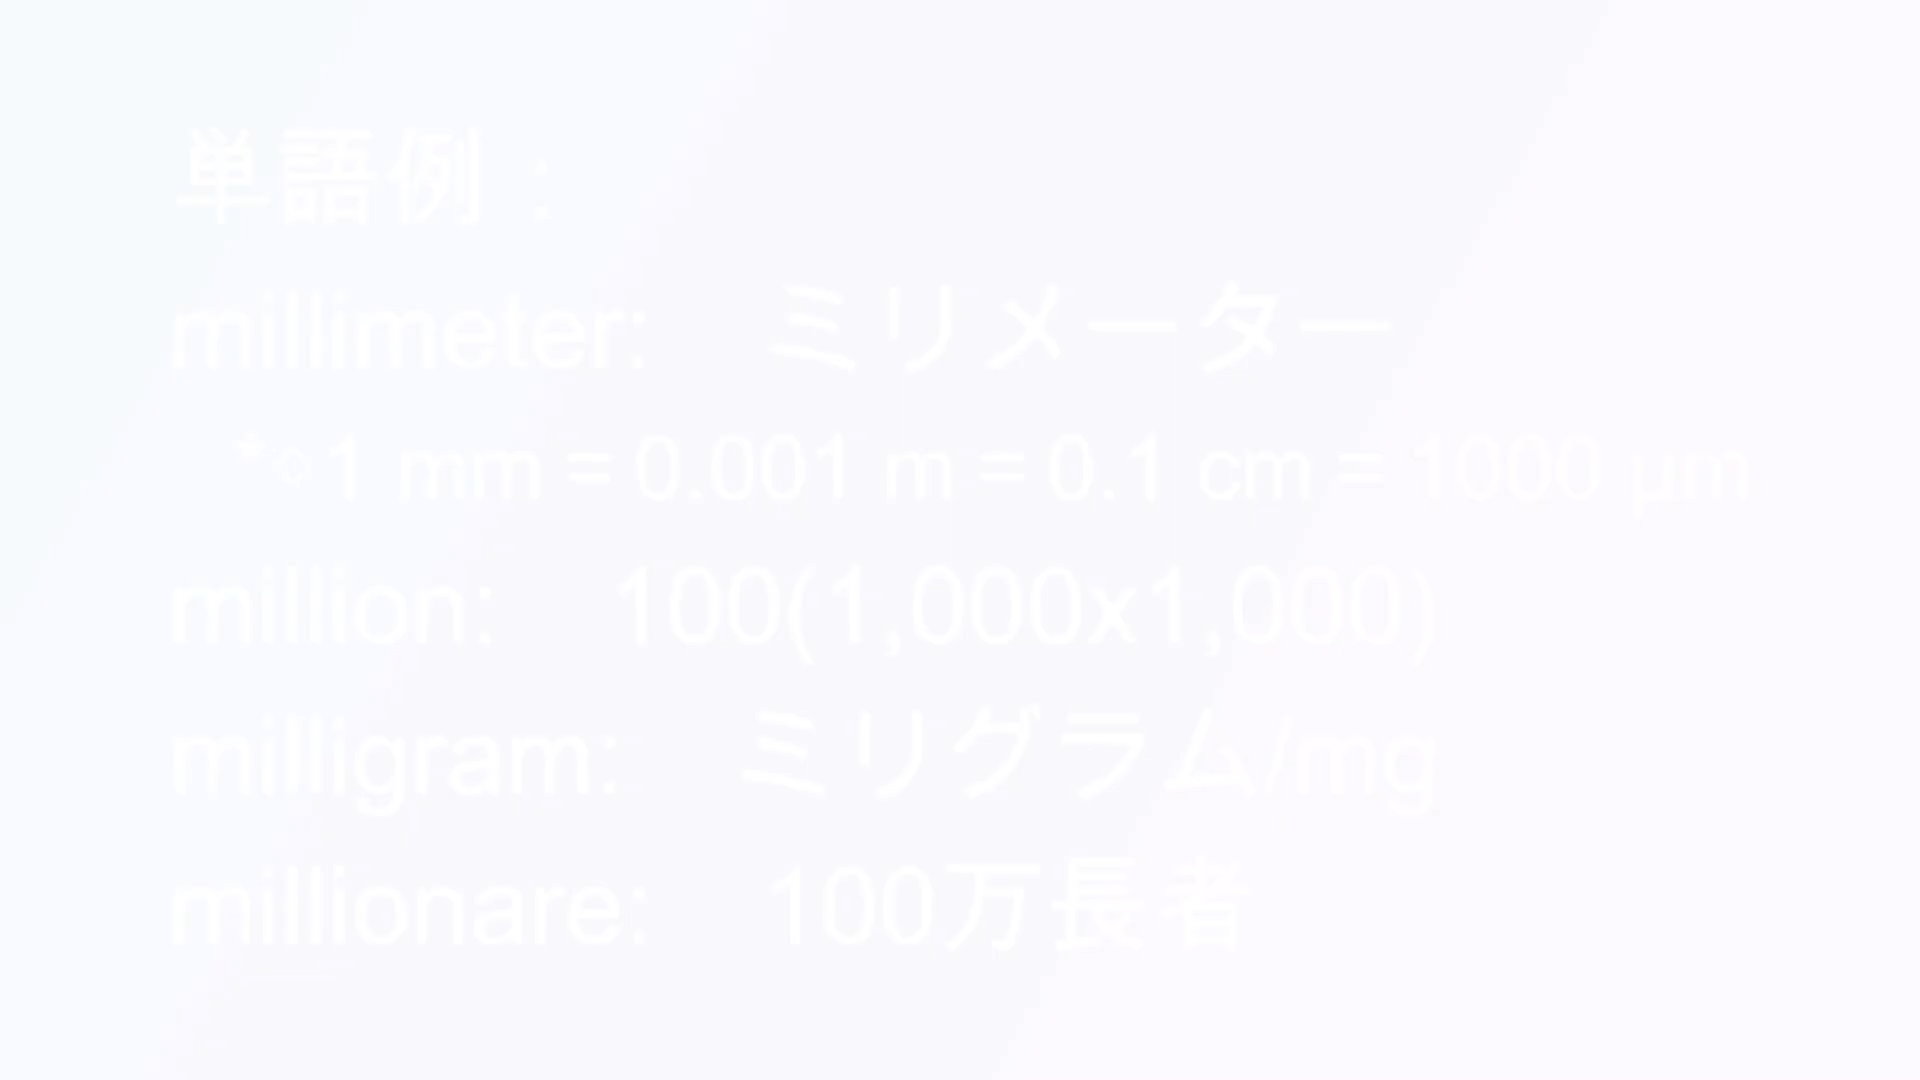 単語例：
millimeter: ミリメーター
*◇1 mm = 0.001 m = 0.1 cm = 1000 μm
million: 100(1,000x1,000)
milligram: ミリグラム/mg
millionare: 100万長者